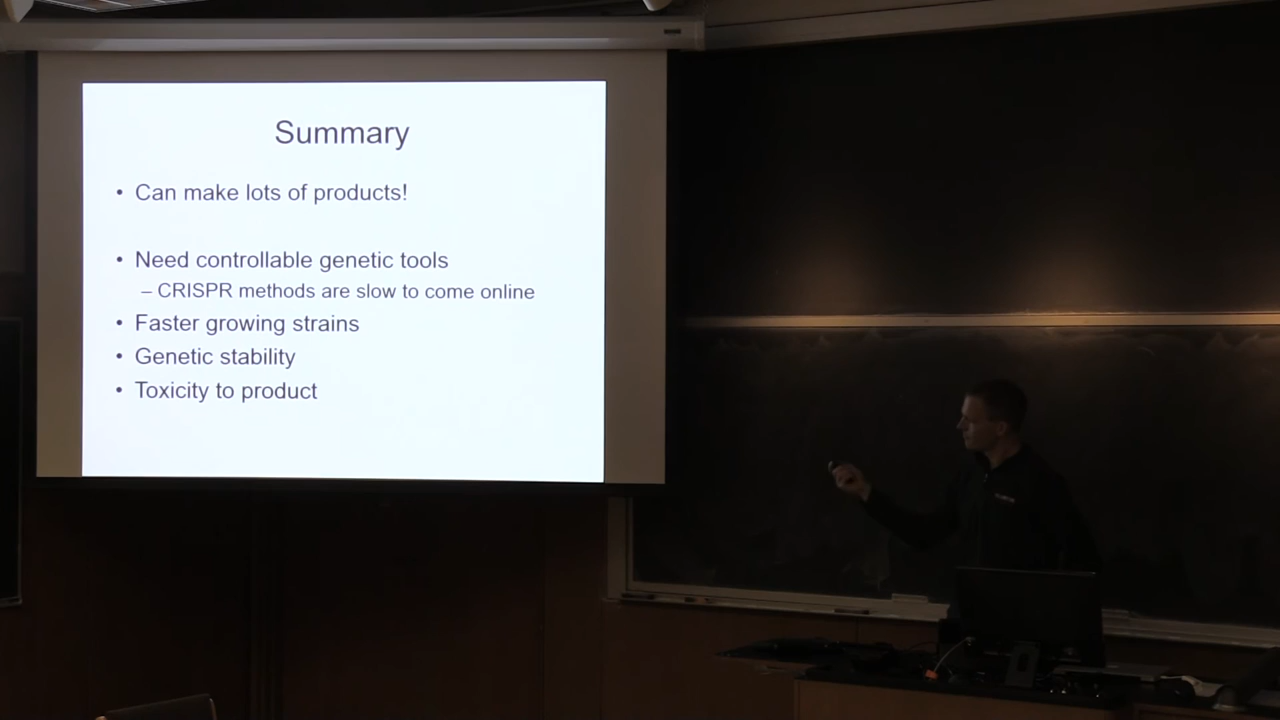 Summary
• Can make lots of products!
• Need controllable genetic tools
– CRISPR methods are slow to come online
• Faster growing strains
• Genetic stability
• Toxicity to product